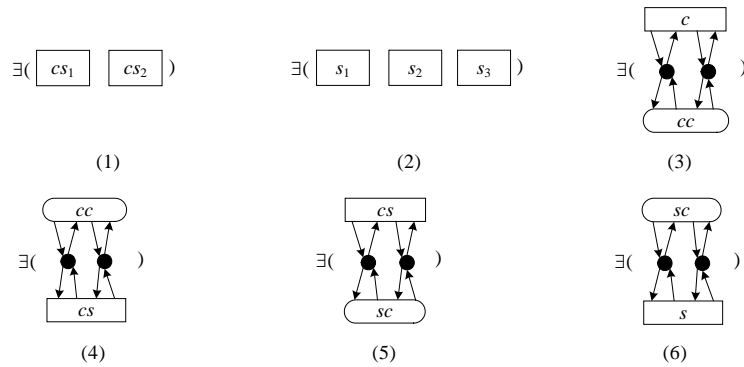 c
∃( cs₁ cs₂ )
∃( s₁ s₂ s₃ )
∃( )
cc
(1)
(2)
(3)
cc
cs
sc
∃( )
∃( )
∃( )
cs
sc
s
(4)
(5)
(6)